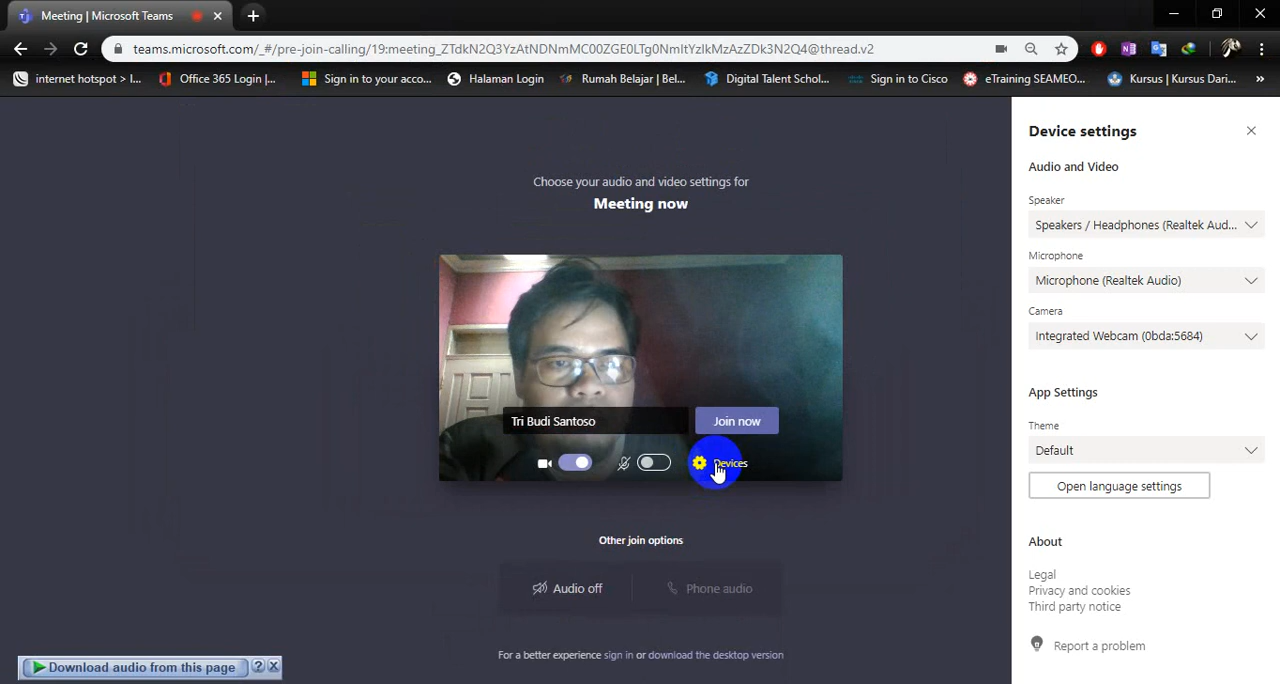 Meeting | Microsoft Teams
teams.microsoft.com/_#/pre-join-calling/19:meeting_ZTdkN2Q3YzAtNDNmMC00ZGE0LTg0NmItYzlkMzAzZDk3N2Q4@thread.v2
internet hotspot > I...
Office 365 Login |...
Sign in to your acco...
Halaman Login
Rumah Belajar | Bel...
Digital Talent Schol...
Sign in to Cisco
eTraining SEAMEO...
Kursus | Kursus Dari...
»
Choose your audio and video settings for
Meeting now
Tri Budi Santoso
Join now
Devices
Other join options
Audio off
Phone audio
For a better experience sign in or download the desktop version
Download audio from this page
?
Device settings
Audio and Video
Speaker
Speakers / Headphones (Realtek Aud...
Microphone
Microphone (Realtek Audio)
Camera
Integrated Webcam (0bda:5684)
App Settings
Theme
Default
Open language settings
About
Legal
Privacy and cookies
Third party notice
Report a problem